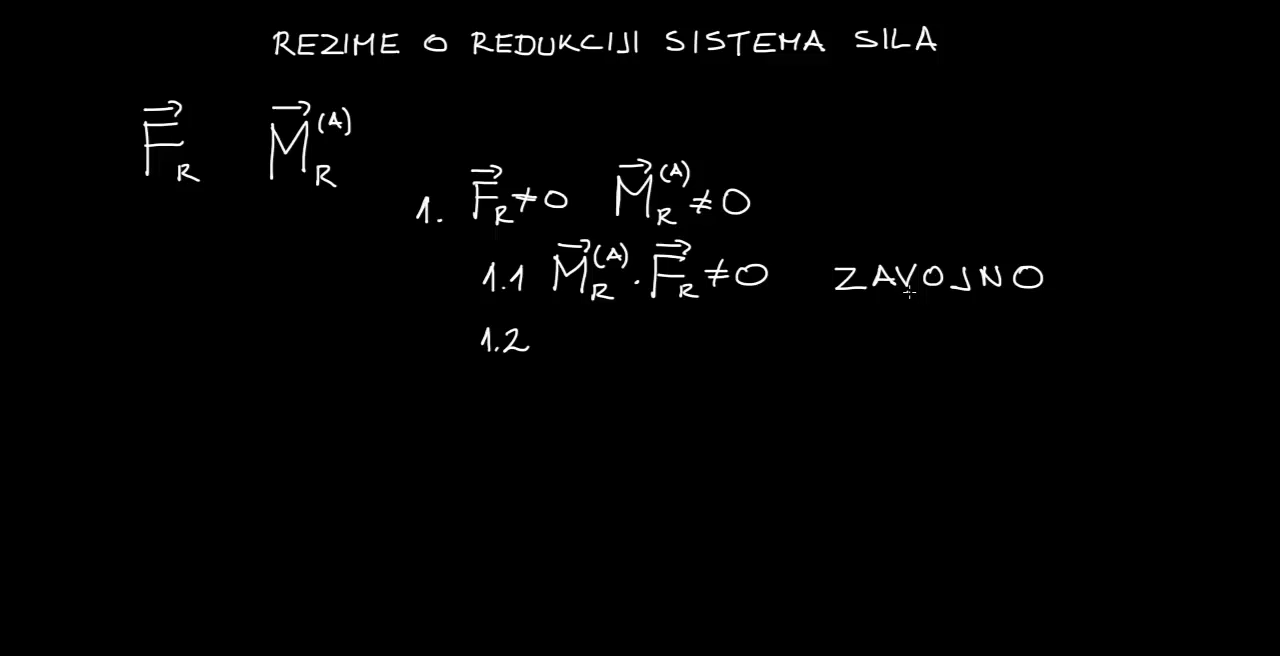 REZIME O REDUKCIJI SISTEMA SILA
F⃗_R M⃗_R^(A)
1. F⃗_R ≠ 0 M⃗_R^(A) ≠ 0
1.1 M⃗_R^(A) · F⃗_R ≠ 0 ZAVOJNO
1.2